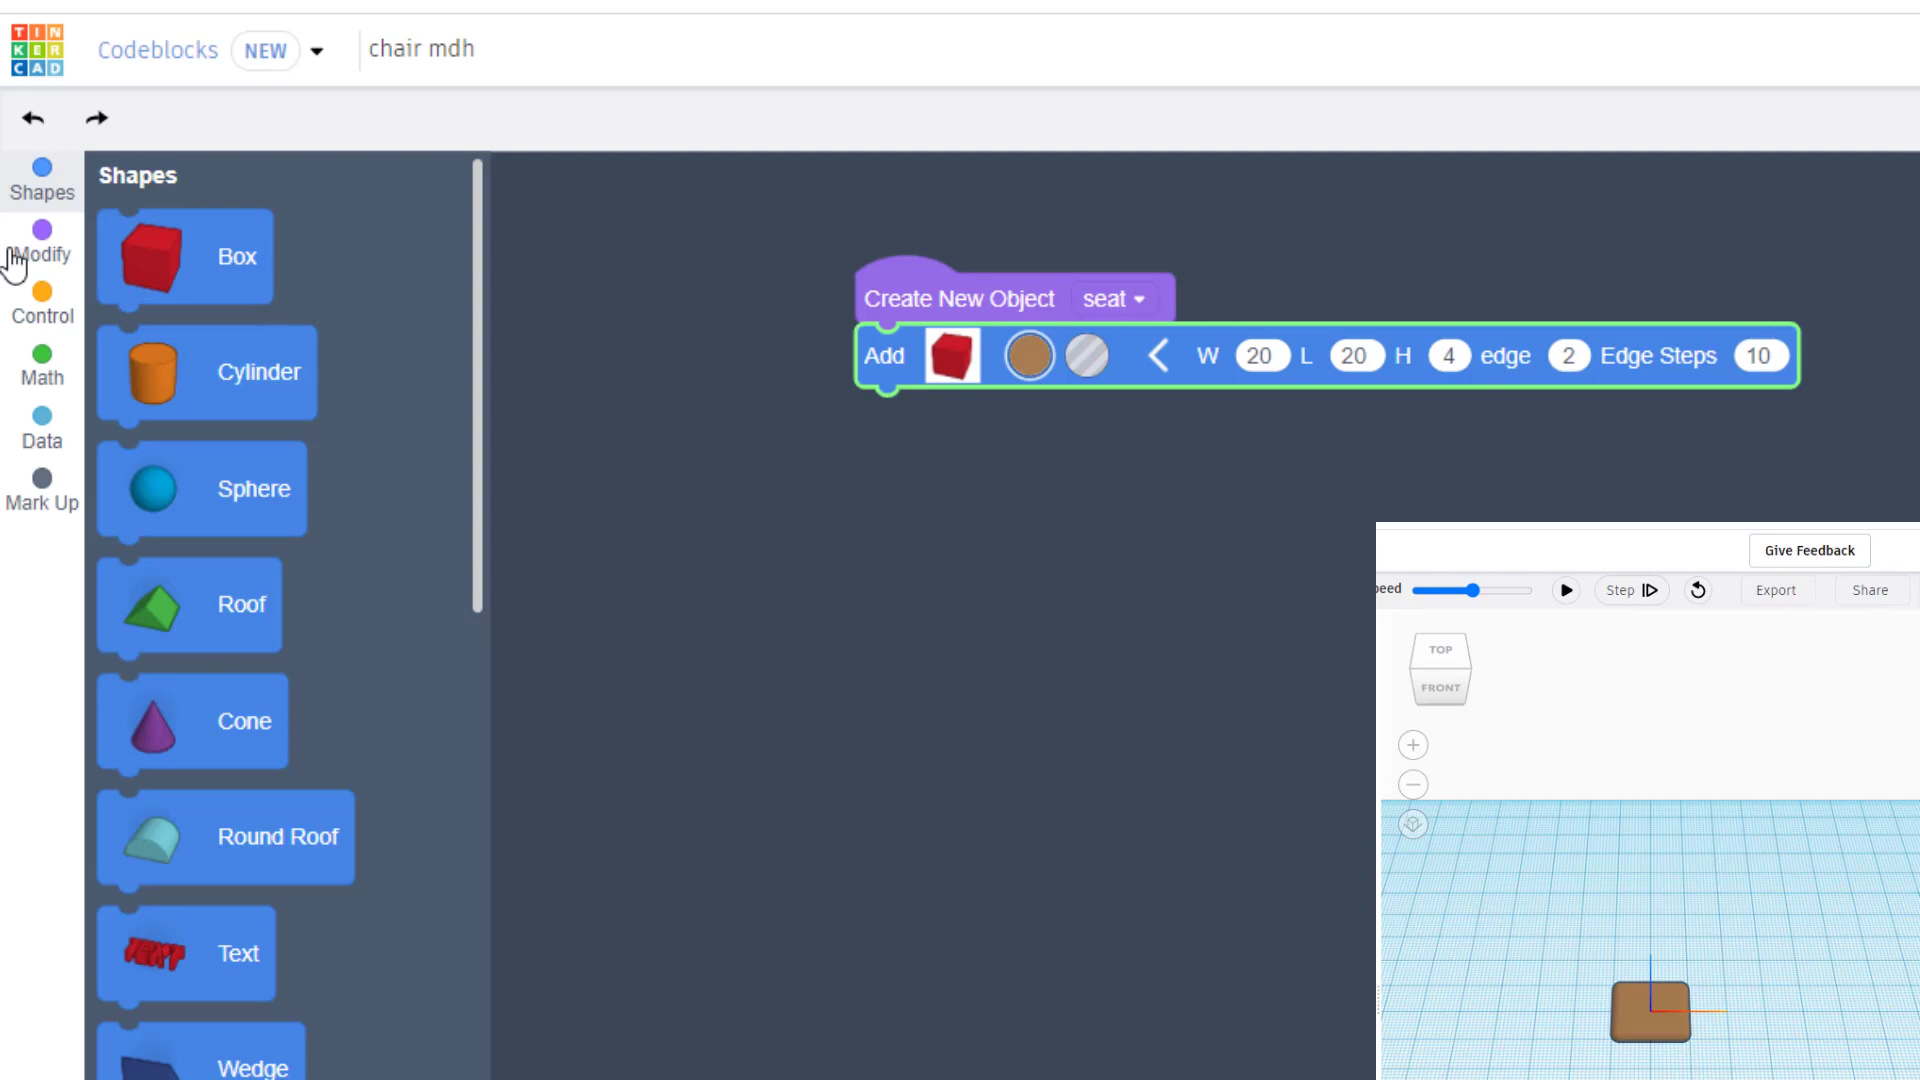 TIN
KER
CAD
Codeblocks NEW chair mdh
Shapes
Modify
Control
Math
Data
Mark Up
Shapes
Box
Cylinder
Sphere
Roof
Cone
Round Roof
TEXT Text
Wedge
Create New Object seat
Add W 20 L 20 H 4 edge 2 Edge Steps 10
Give Feedback
peed Step Export Share
TOP
FRONT